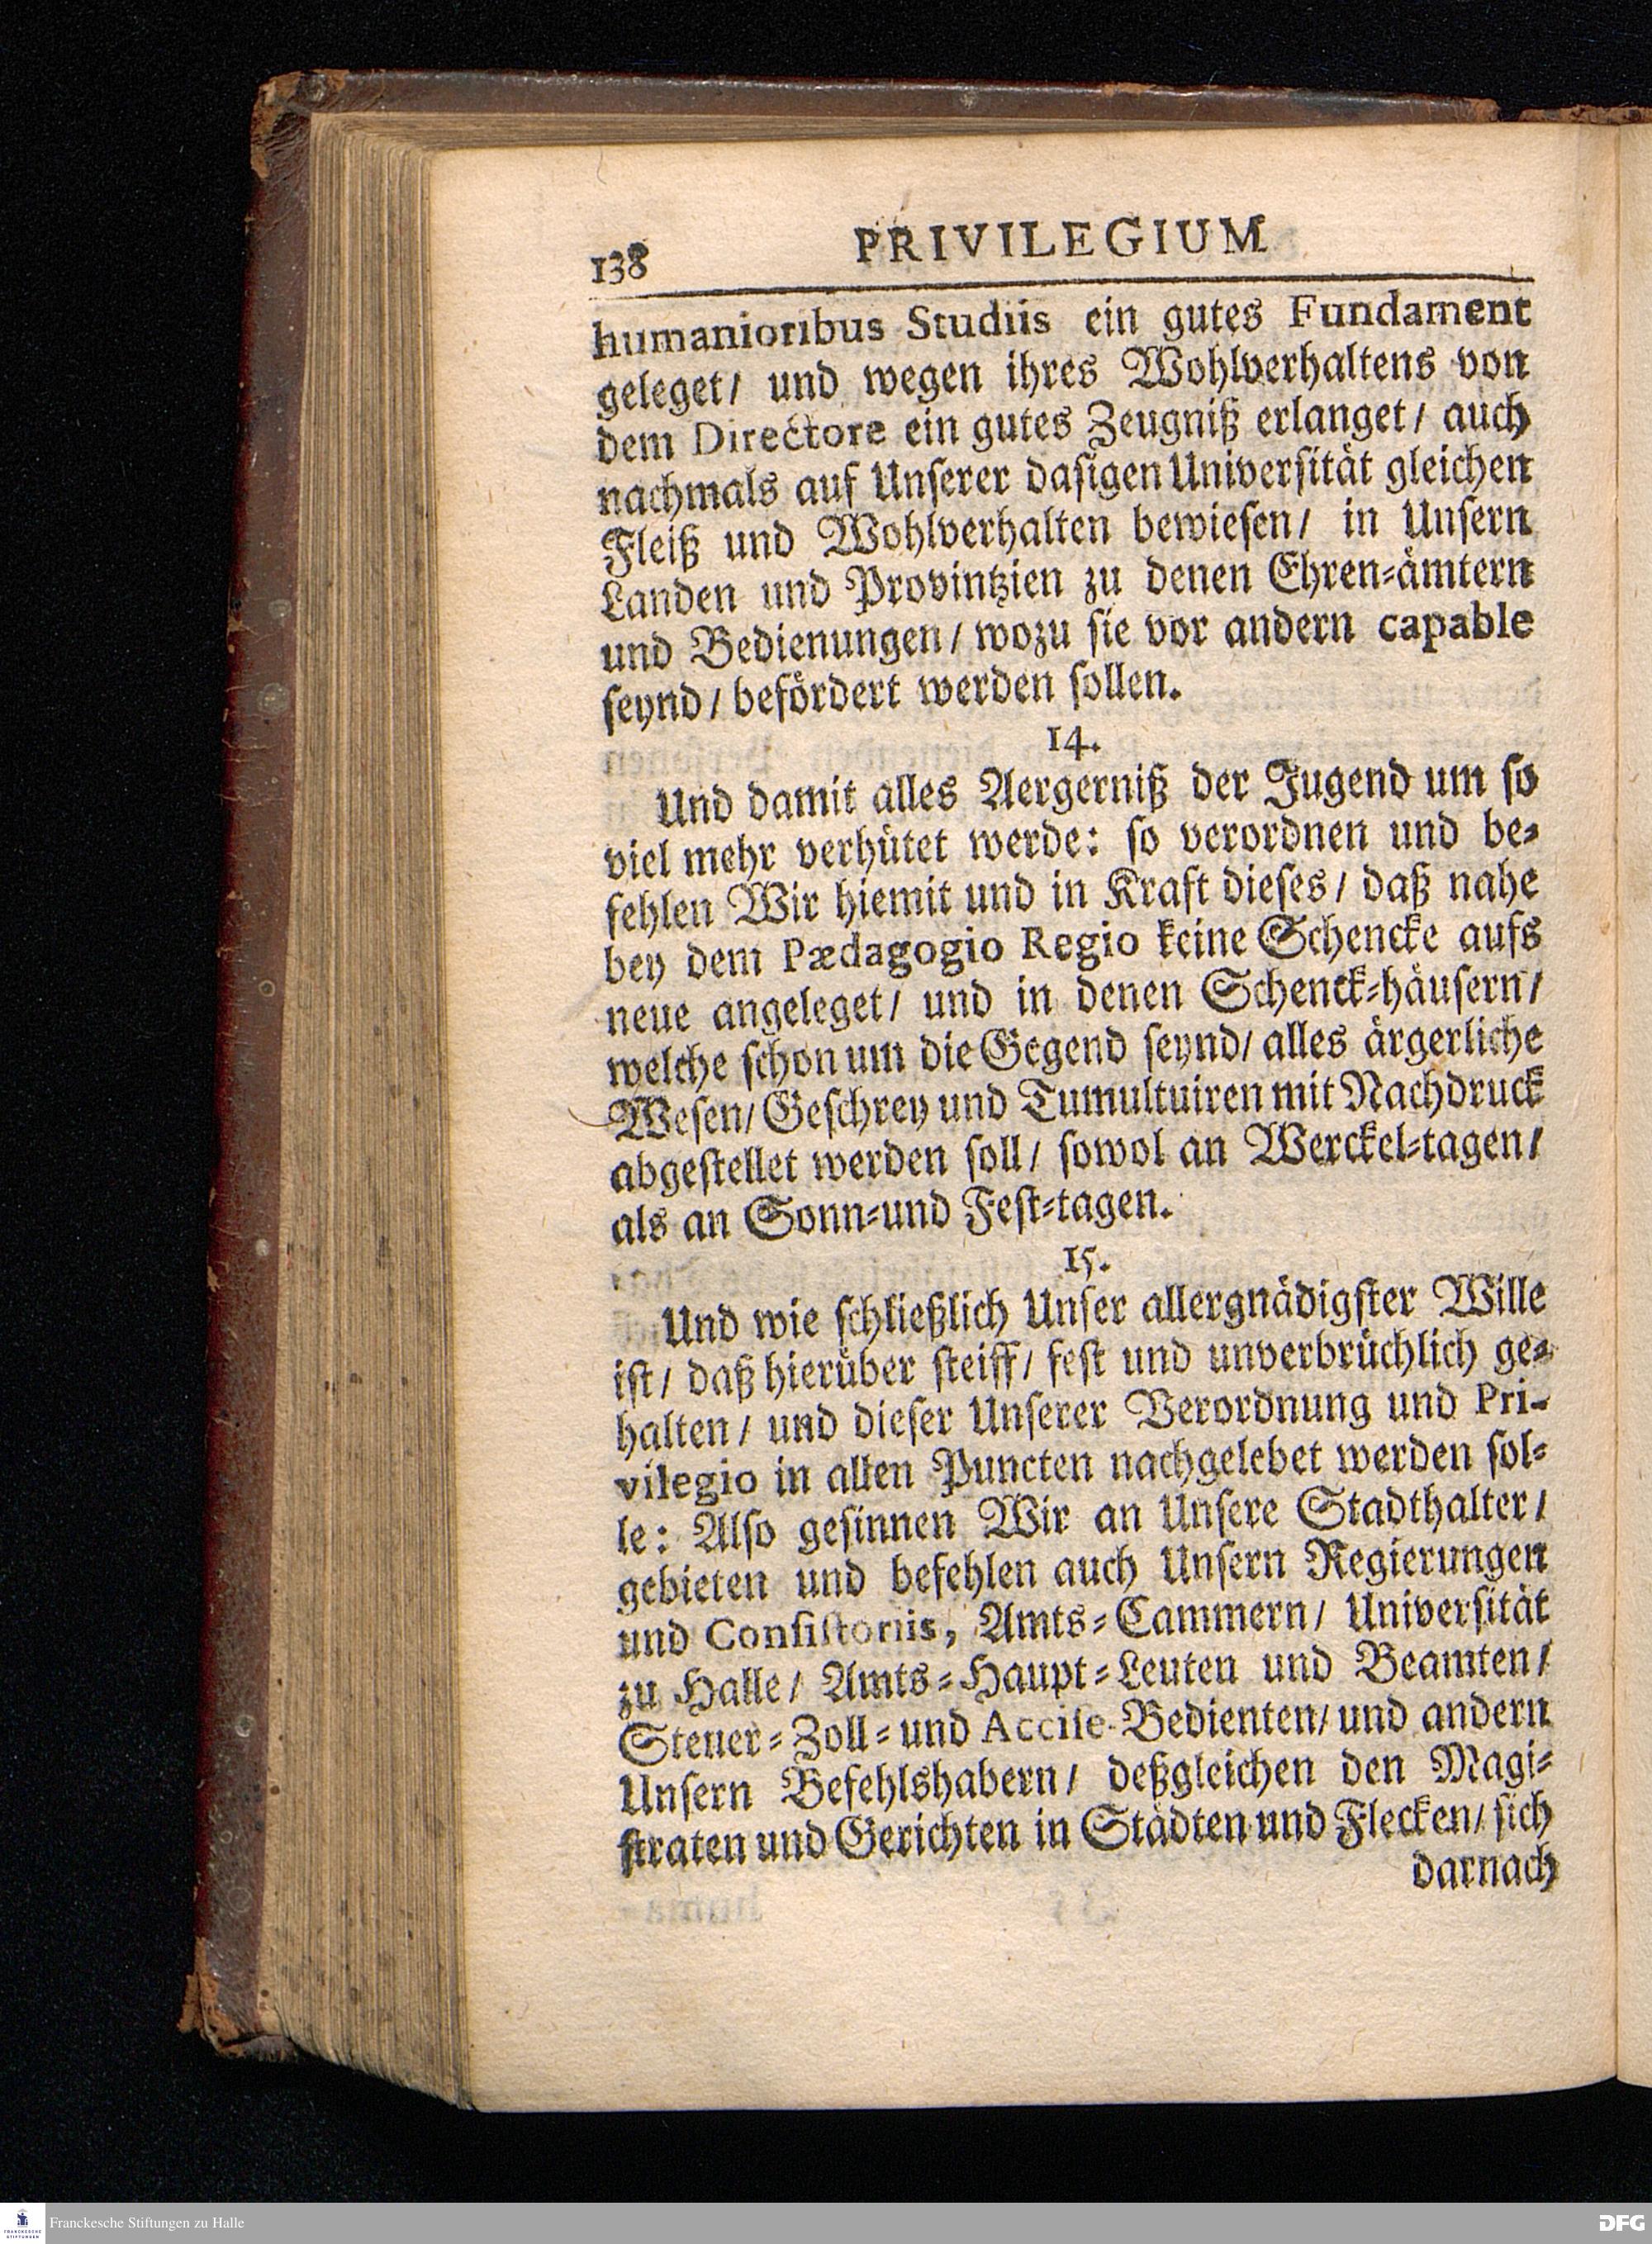 138
PRIVILEGIUM
humanioribus Studiis ein gutes Fundament
geleget/ und wegen ihres Wohlverhaltens von
dem Directore ein gutes Zeugniß erlanget/ auch
nachmals auf Unserer dasigen Universität gleichen
Fleiß und Wohlverhalten bewiesen/ in Unsern
Landen und Provintzien zu denen Ehren-ämtern
und Bedienungen/ wozu sie vor andern capable
seynd/ befördert werden sollen.
14.
Und damit alles Aergerniß der Jugend um so
viel mehr verhütet werde: so verordnen und be-
fehlen Wir hiemit und in Kraft dieses/ daß nahe
bey dem Pædagogio Regio keine Schencke aufs
neue angeleget/ und in denen Schenck-häusern/
welche schon um die Gegend seynd/ alles ärgerliche
Wesen/ Geschrey und Tumultuiren mit Nachdruck
abgestellet werden soll/ sowol an Werckel-tagen/
als an Sonn-und Fest-tagen.
15.
Und wie schließlich Unser allergnädigster Wille
ist/ daß hierüber steiff/ fest und unverbrüchlich ge-
halten/ und dieser Unserer Verordnung und Pri-
vilegio in allen Puncten nachgelebet werden sol-
le: Also gesinnen Wir an Unsere Stadthalter/
gebieten und befehlen auch Unsern Regierungen
und Consistoriis, Amts-Cammern/ Universität
zu Halle/ Amts-Haupt-Leuten und Beamten/
Steuer-Zoll-und Accise-Bedienten/ und andern
Unsern Befehlshabern/ deßgleichen den Magi-
straten und Gerichten in Städten und Flecken/ sich
darnach
FRANCKESCHE
STIFTUNGEN
Franckesche Stiftungen zu Halle
DFG